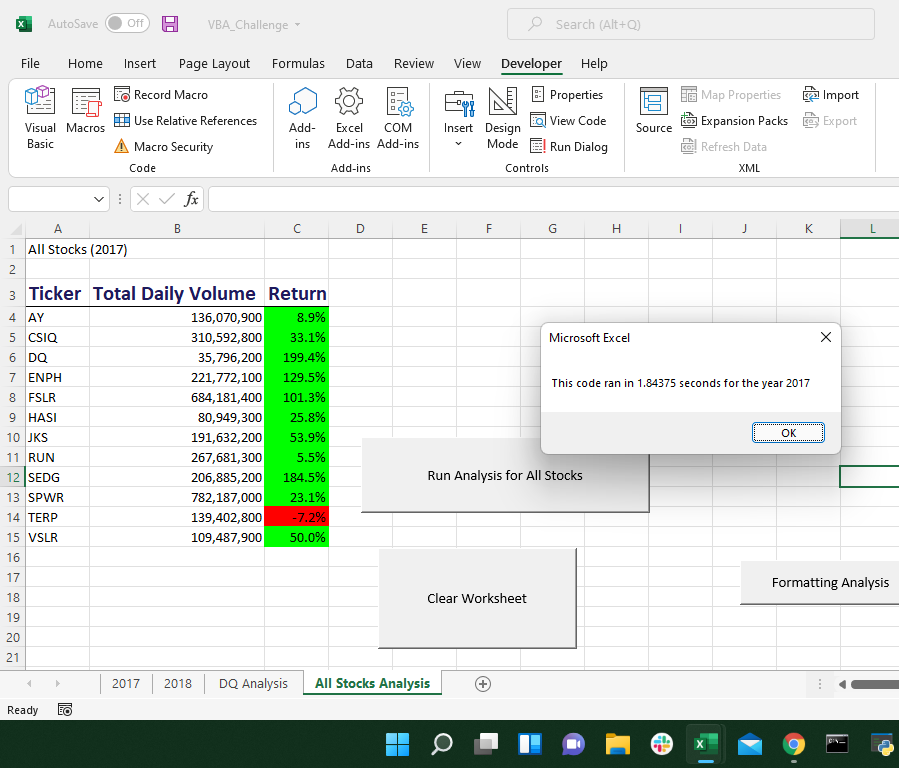 AutoSave Off VBA_Challenge Search (Alt+Q)
File Home Insert Page Layout Formulas Data Review View Developer Help
Visual Basic
Macros
Record Macro
Use Relative References
Macro Security
Code
Add-ins
Excel Add-ins
COM Add-ins
Add-ins
Insert
Design Mode
Properties
View Code
Run Dialog
Controls
Source
Map Properties
Expansion Packs
Refresh Data
Import
Export
XML
fx
A B C D E F G H I J K L
1 All Stocks (2017)
2
3 Ticker Total Daily Volume Return
4 AY 136,070,900 8.9%
5 CSIQ 310,592,800 33.1%
6 DQ 35,796,200 199.4%
7 ENPH 221,772,100 129.5%
8 FSLR 684,181,400 101.3%
9 HASI 80,949,300 25.8%
10 JKS 191,632,200 53.9%
11 RUN 267,681,300 5.5%
12 SEDG 206,885,200 184.5%
13 SPWR 782,187,000 23.1%
14 TERP 139,402,800 -7.2%
15 VSLR 109,487,900 50.0%
16
17
18
19
20
21
Microsoft Excel
This code ran in 1.84375 seconds for the year 2017
OK
Run Analysis for All Stocks
Clear Worksheet
Formatting Analysis
2017 2018 DQ Analysis All Stocks Analysis
Ready